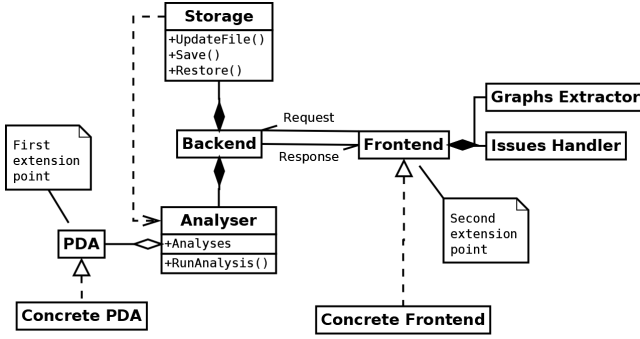 Storage
+UpdateFile()
+Save()
+Restore()
Graphs Extractor
Request
First
extension
point
Backend
Frontend
Issues Handler
Response
Analyser
+Analyses
+RunAnalysis()
Second
extension
point
PDA
Concrete PDA
Concrete Frontend